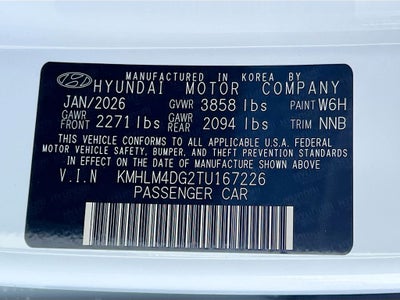 MANUFACTURED IN KOREA BY
HYUNDAI MOTOR COMPANY
JAN/2026 GVWR 3858 lbs PAINT W6H
GAWR FRONT 2271 lbs GAWR REAR 2094 lbs TRIM NNB
THIS VEHICLE CONFORMS TO ALL APPLICABLE U.S.A. FEDERAL
MOTOR VEHICLE SAFETY, BUMPER, AND THEFT PREVENTION STANDARDS
IN EFFECT ON THE DATE OF MANUFACTURE SHOWN ABOVE.
V.I.N KMHLM4DG2TU167226
PASSENGER CAR